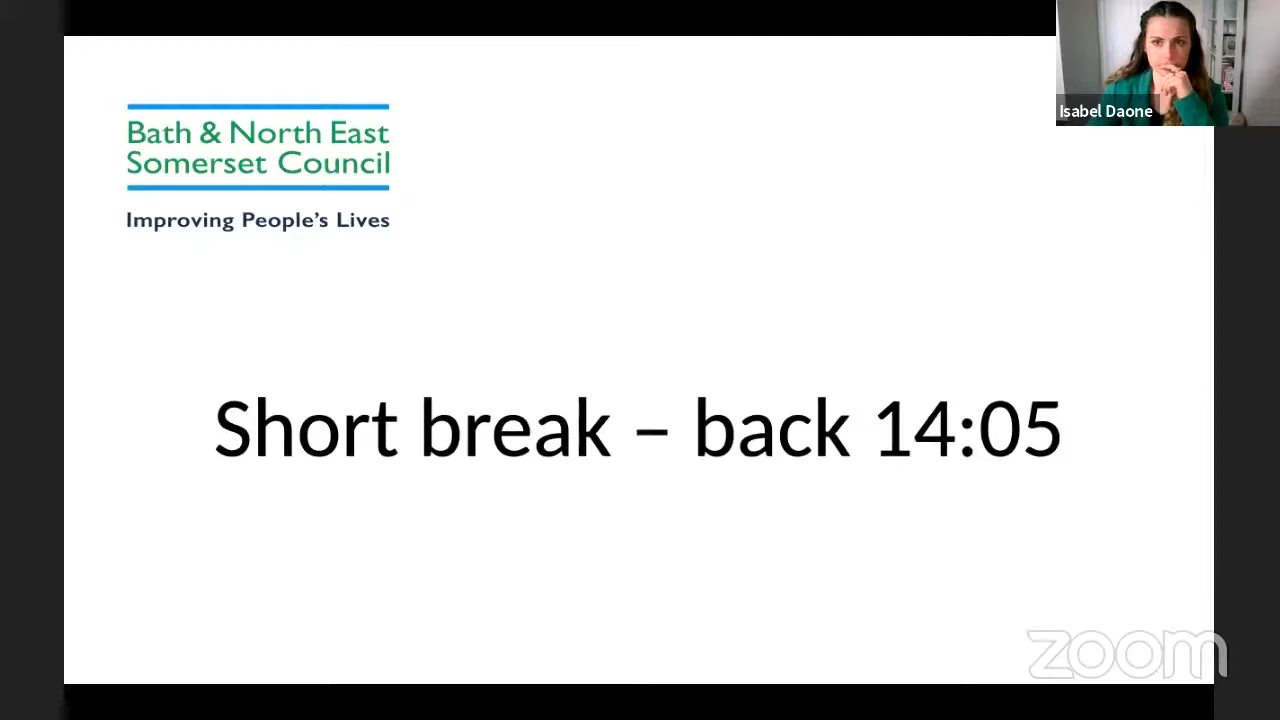 Bath & North East
Somerset Council
Improving People's Lives
Isabel Daone
Short break – back 14:05
zoom